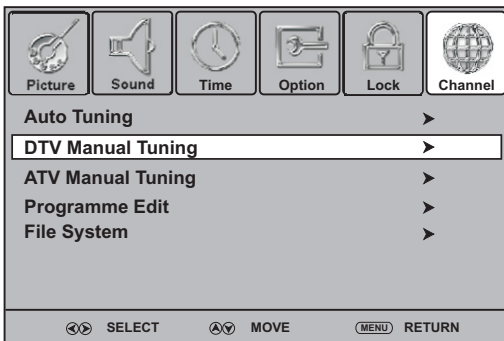 Picture Sound Time Option Lock Channel
Auto Tuning
DTV Manual Tuning
ATV Manual Tuning
Programme Edit
File System
SELECT MOVE MENU RETURN